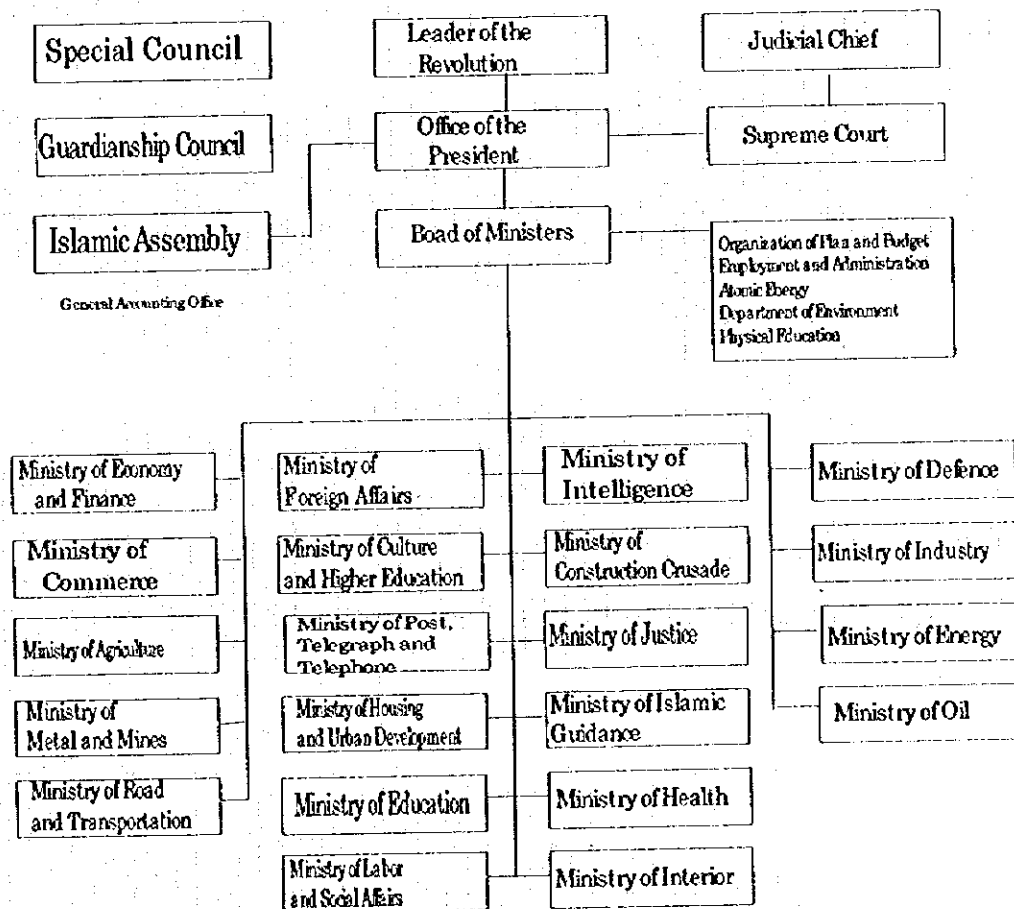 Special Council
Leader of the
Revolution
Judicial Chief
Guardianship Council
Office of the
President
Supreme Court
Islamic Assembly
Boad of Ministers
General Accounting Office
Organization of Plan and Budget
Employment and Administration
Atomic Energy
Department of Environment
Physical Education
Ministry of Economy
and Finance
Ministry of
Foreign Affairs
Ministry of
Intelligence
Ministry of Defence
Ministry of
Commerce
Ministry of Culture
and Higher Education
Ministry of
Construction Crusade
Ministry of Industry
Ministry of Agriculture
Ministry of Post,
Telegraph and
Telephone
Ministry of Justice
Ministry of Energy
Ministry of
Metal and Mines
Ministry of Housing
and Urban Development
Ministry of Islamic
Guidance
Ministry of Oil
Ministry of Road
and Transportation
Ministry of Education
Ministry of Health
Ministry of Labor
and Social Affairs
Ministry of Interior